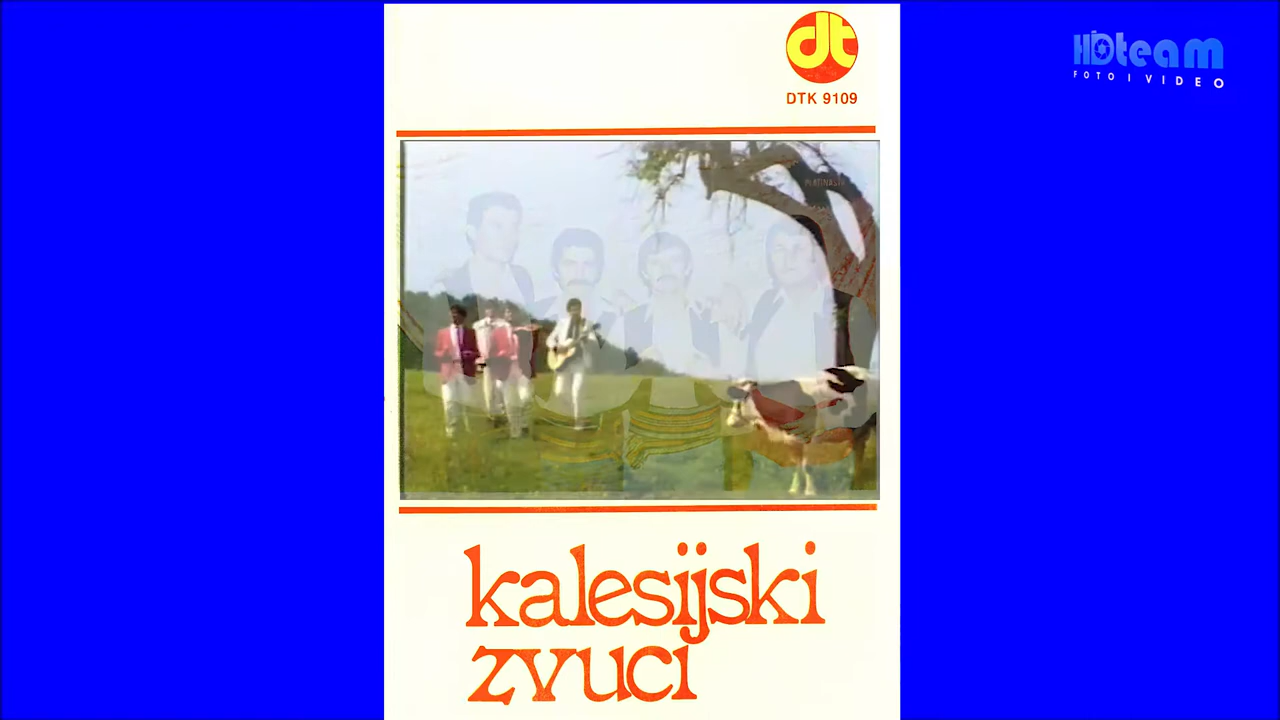 dt
HDteam
FOTO I VIDEO
DTK 9109
kalesijski
zvuci